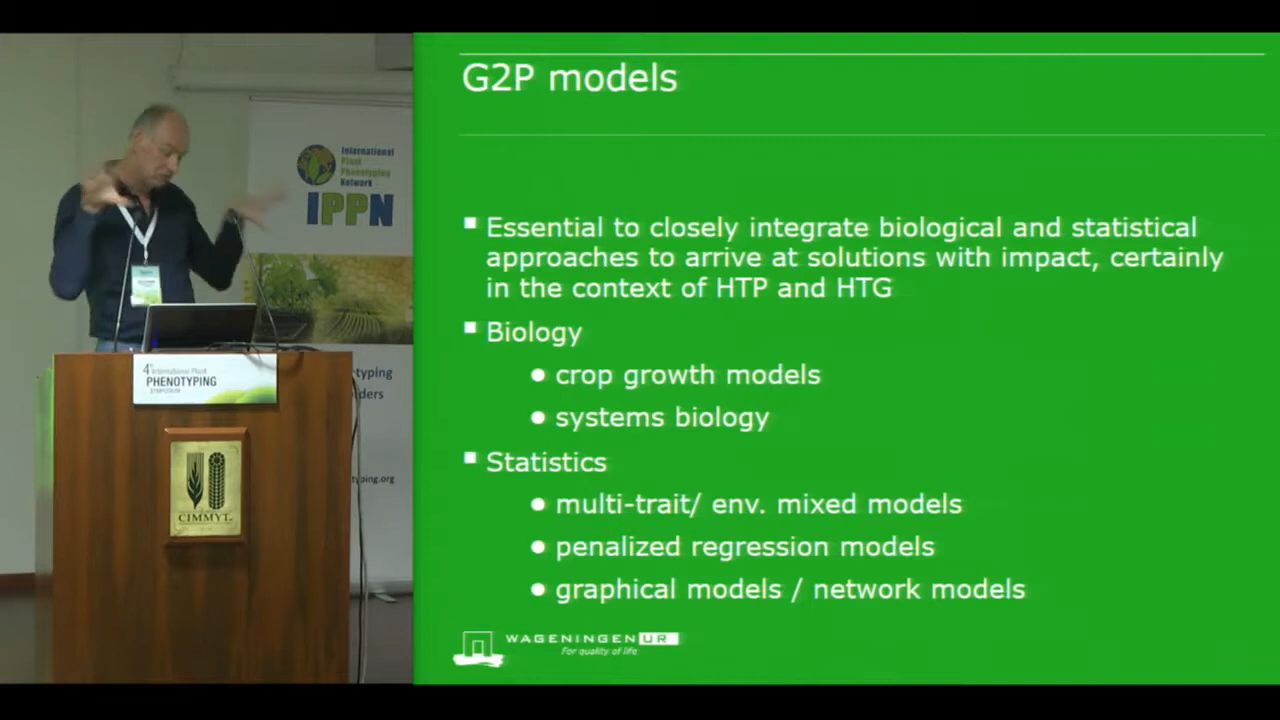 G2P models
Essential to closely integrate biological and statistical
approaches to arrive at solutions with impact, certainly
in the context of HTP and HTG
Biology
crop growth models
systems biology
Statistics
multi-trait/ env. mixed models
penalized regression models
graphical models / network models
WAGENINGEN UR
For quality of life
International
Plant
Phenotyping
Network
IPPN
4th International Plant
PHENOTYPING
SYMPOSIUM
CIMMYT